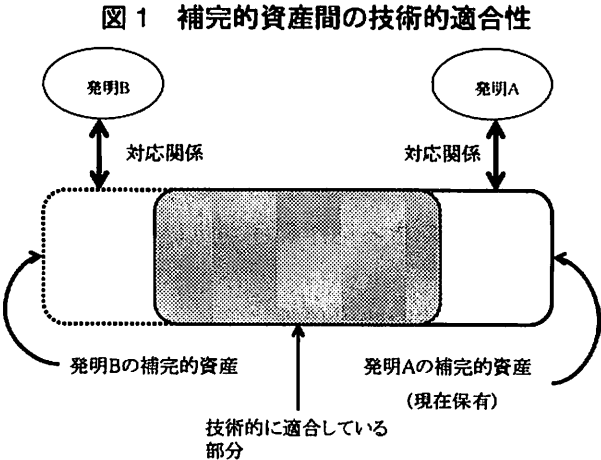 図1 補完的資産間の技術的適合性
発明B
発明A
対応関係
対応関係
発明Bの補完的資産
発明Aの補完的資産
(現在保有)
技術的に適合している
部分